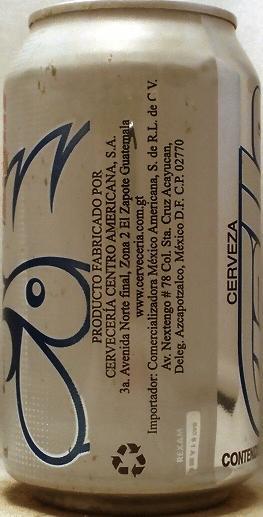 PRODUCTO FABRICADO POR
CERVECERÍA CENTRO AMERICANA, S.A.
3a. Avenida Norte final, Zona 2 El Zapote Guatemala
www.cerveceria.com.gt
Importador: Comercializadora México Americana, S. de R.L. de C V.
Av. Nextengo # 78 Col. Sta. Cruz Acayucan,
Deleg. Azcapotzalco, México D.F. C.P. 02770
REXAM
CERVEZA